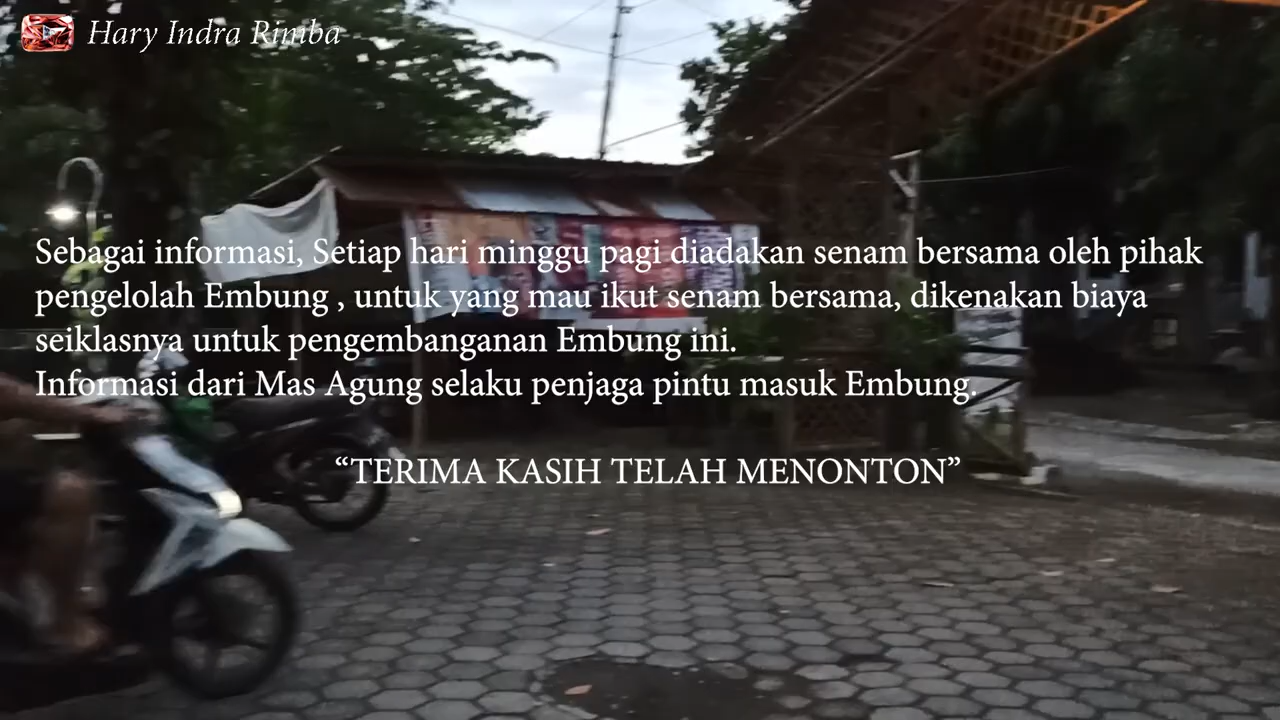 Hary Indra Rimba
Sebagai informasi, Setiap hari minggu pagi diadakan senam bersama oleh pihak
pengelolah Embung , untuk yang mau ikut senam bersama, dikenakan biaya
seiklasnya untuk pengembanganan Embung ini.
Informasi dari Mas Agung selaku penjaga pintu masuk Embung.
“TERIMA KASIH TELAH MENONTON”